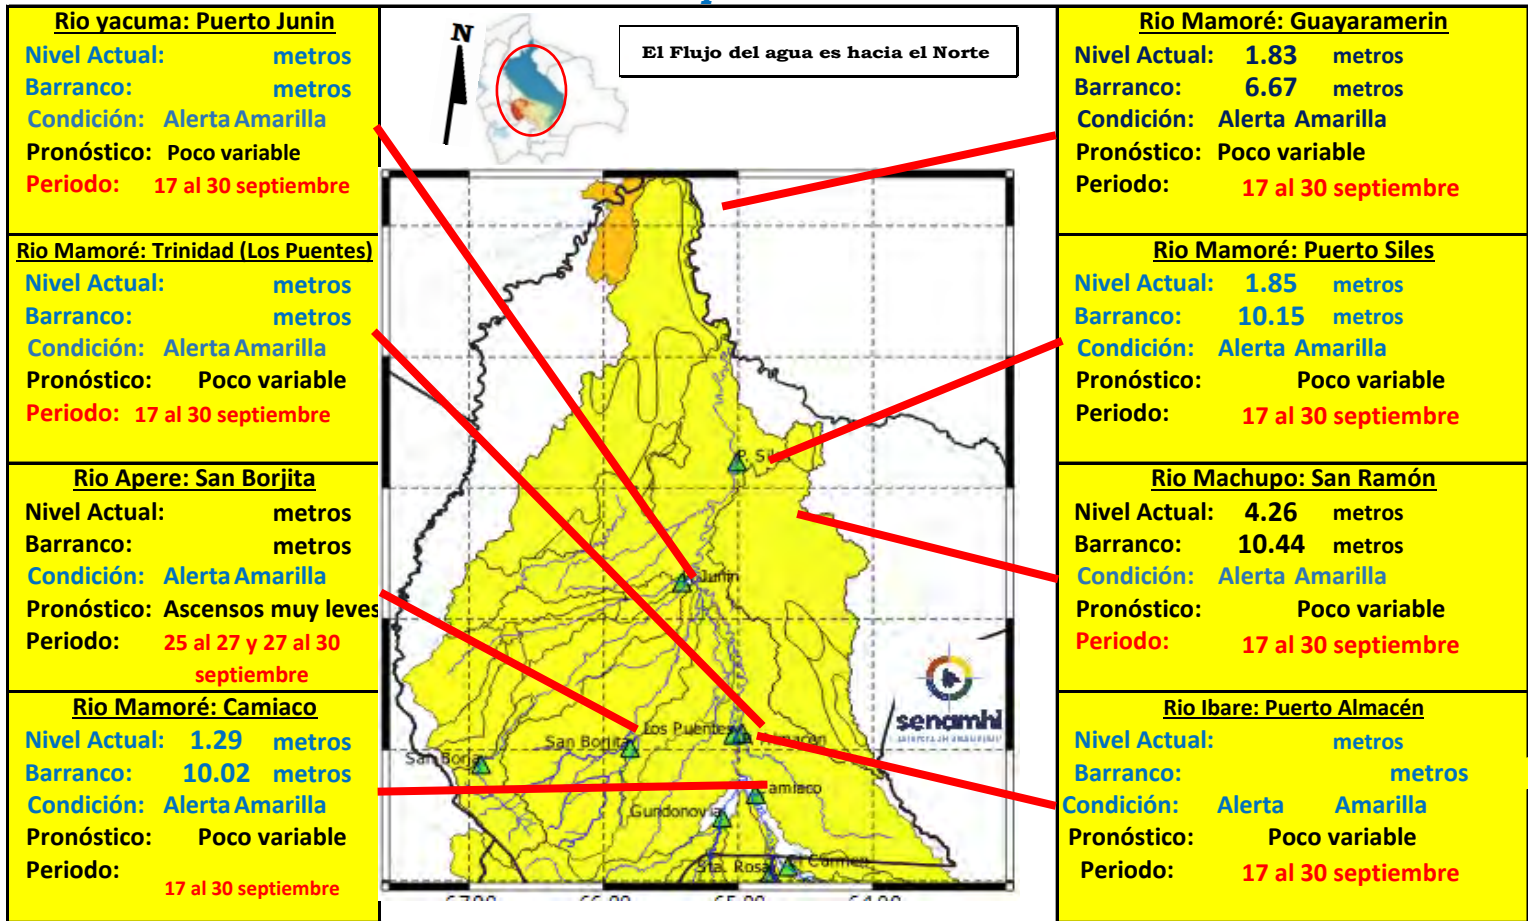 Rio yacuma: Puerto Junin
Nivel Actual: metros
Barranco: metros
Condición: Alerta Amarilla
Pronóstico: Poco variable
Periodo: 17 al 30 septiembre
Rio Mamoré: Trinidad (Los Puentes)
Nivel Actual: metros
Barranco: metros
Condición: Alerta Amarilla
Pronóstico: Poco variable
Periodo: 17 al 30 septiembre
Rio Apere: San Borjita
Nivel Actual: metros
Barranco: metros
Condición: Alerta Amarilla
Pronóstico: Ascensos muy leves
Periodo: 25 al 27 y 27 al 30
septiembre
Rio Mamoré: Camiaco
Nivel Actual: 1.29 metros
Barranco: 10.02 metros
Condición: Alerta Amarilla
Pronóstico: Poco variable
Periodo:
17 al 30 septiembre
N
El Flujo del agua es hacia el Norte
P. Siles
Junin
Los Puentes
San Borjita
San Borja
Camiaco
Gundonovia
Sta. Rosa
El Carmen
senamhi
Rio Mamoré: Guayaramerin
Nivel Actual: 1.83 metros
Barranco: 6.67 metros
Condición: Alerta Amarilla
Pronóstico: Poco variable
Periodo: 17 al 30 septiembre
Rio Mamoré: Puerto Siles
Nivel Actual: 1.85 metros
Barranco: 10.15 metros
Condición: Alerta Amarilla
Pronóstico: Poco variable
Periodo: 17 al 30 septiembre
Rio Machupo: San Ramón
Nivel Actual: 4.26 metros
Barranco: 10.44 metros
Condición: Alerta Amarilla
Pronóstico: Poco variable
Periodo: 17 al 30 septiembre
Rio Ibare: Puerto Almacén
Nivel Actual: metros
Barranco: metros
Condición: Alerta Amarilla
Pronóstico: Poco variable
Periodo: 17 al 30 septiembre